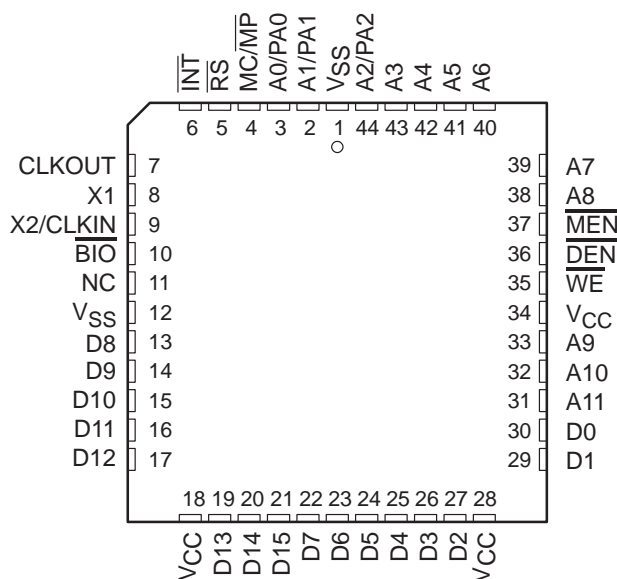 INT RS MC/MP A0/PA0 A1/PA1 VSS A2/PA2 A3 A4 A5 A6
6 5 4 3 2 1 44 43 42 41 40
CLKOUT 7 39 A7
X1 8 38 A8
X2/CLKIN 9 37 MEN
BIO 10 36 DEN
NC 11 35 WE
VSS 12 34 VCC
D8 13 33 A9
D9 14 32 A10
D10 15 31 A11
D11 16 30 D0
D12 17 29 D1
18 19 20 21 22 23 24 25 26 27 28
VCC D13 D14 D15 D7 D6 D5 D4 D3 D2 VCC